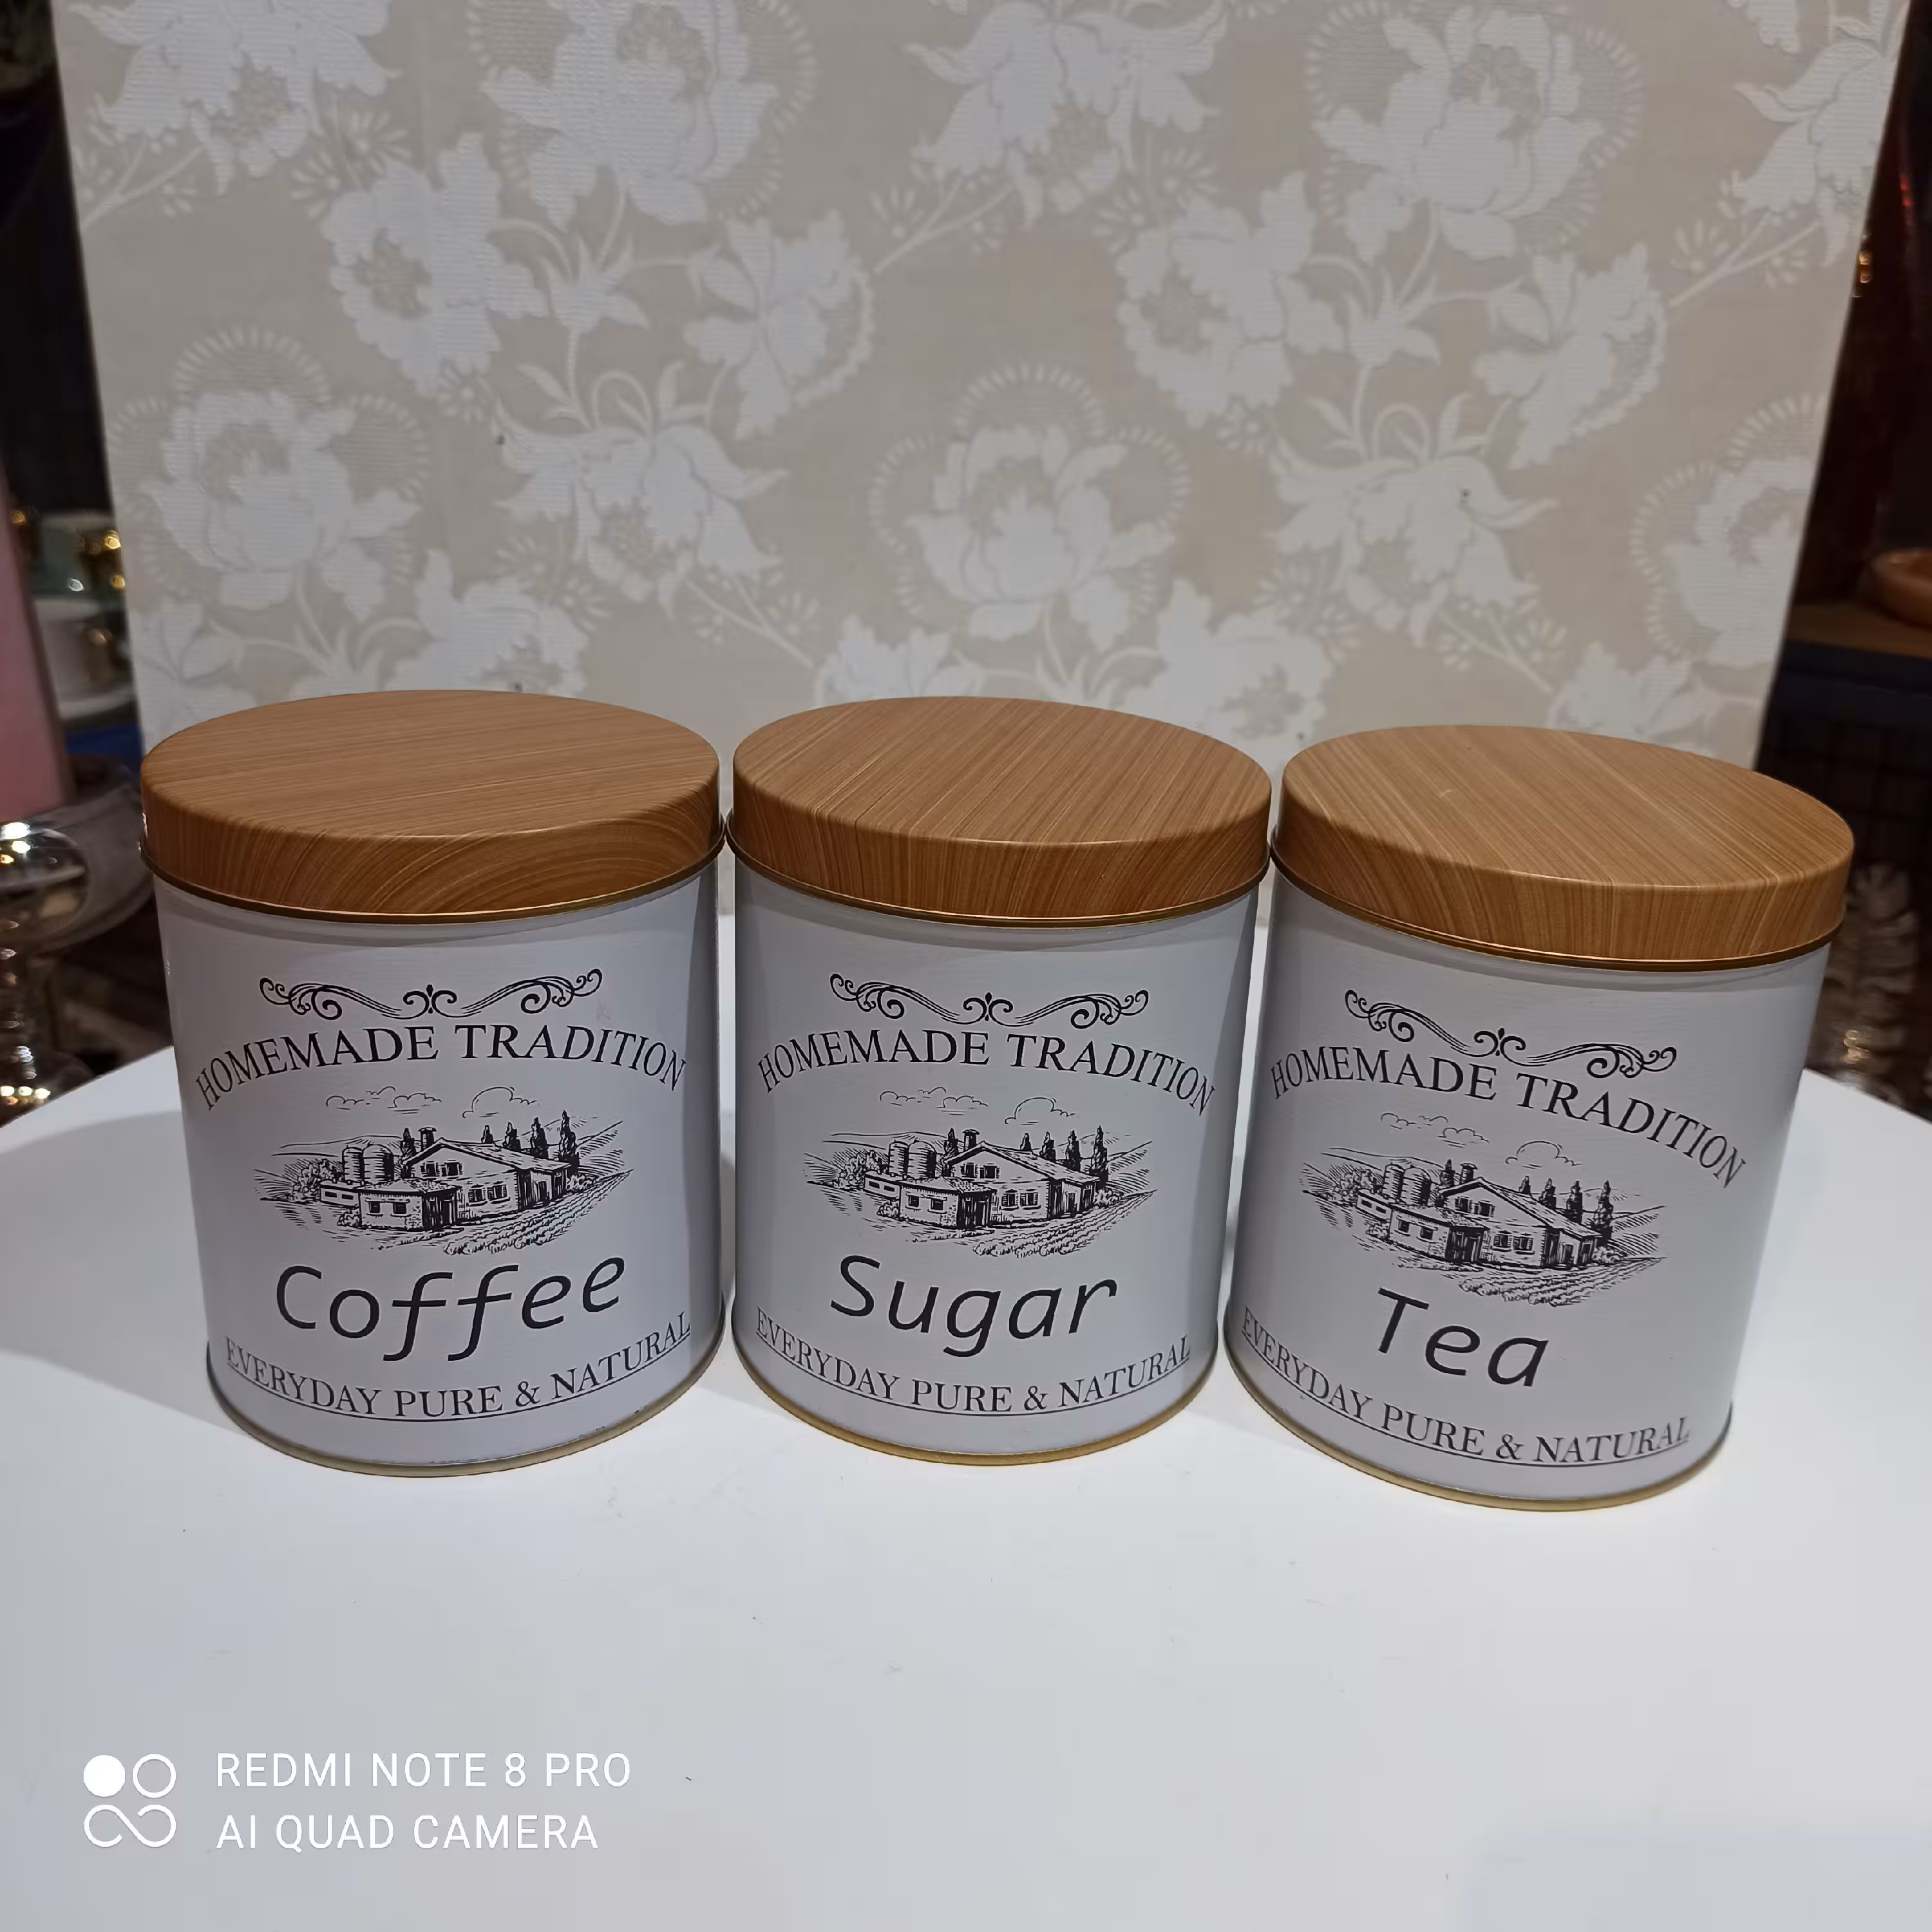 HOMEMADE TRADITION
Coffee
EVERYDAY PURE & NATURAL
HOMEMADE TRADITION
Sugar
EVERYDAY PURE & NATURAL
HOMEMADE TRADITION
Tea
EVERYDAY PURE & NATURAL
REDMI NOTE 8 PRO
AI QUAD CAMERA